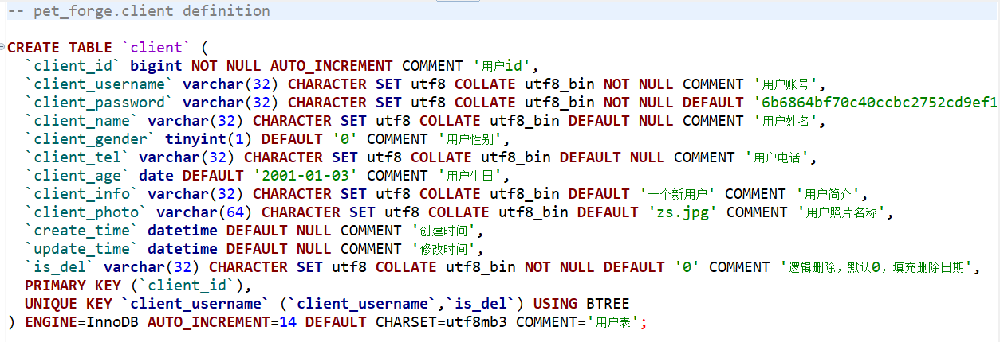 -- pet_forge.client definition
CREATE TABLE `client` (
`client_id` bigint NOT NULL AUTO_INCREMENT COMMENT '用户id',
`client_username` varchar(32) CHARACTER SET utf8 COLLATE utf8_bin NOT NULL COMMENT '用户账号',
`client_password` varchar(32) CHARACTER SET utf8 COLLATE utf8_bin NOT NULL DEFAULT '6b6864bf70c40ccbc2752cd9ef1
`client_name` varchar(32) CHARACTER SET utf8 COLLATE utf8_bin DEFAULT NULL COMMENT '用户姓名',
`client_gender` tinyint(1) DEFAULT '0' COMMENT '用户性别',
`client_tel` varchar(32) CHARACTER SET utf8 COLLATE utf8_bin DEFAULT NULL COMMENT '用户电话',
`client_age` date DEFAULT '2001-01-03' COMMENT '用户生日',
`client_info` varchar(32) CHARACTER SET utf8 COLLATE utf8_bin DEFAULT '一个新用户' COMMENT '用户简介',
`client_photo` varchar(64) CHARACTER SET utf8 COLLATE utf8_bin DEFAULT 'zs.jpg' COMMENT '用户照片名称',
`create_time` datetime DEFAULT NULL COMMENT '创建时间',
`update_time` datetime DEFAULT NULL COMMENT '修改时间',
`is_del` varchar(32) CHARACTER SET utf8 COLLATE utf8_bin NOT NULL DEFAULT '0' COMMENT '逻辑删除，默认0，填充删除日期',
PRIMARY KEY (`client_id`),
UNIQUE KEY `client_username` (`client_username`,`is_del`) USING BTREE
) ENGINE=InnoDB AUTO_INCREMENT=14 DEFAULT CHARSET=utf8mb3 COMMENT='用户表';